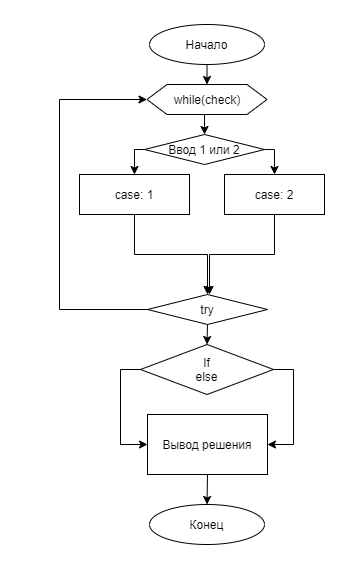 Начало
while(check)
Ввод 1 или 2
case: 1
case: 2
try
If
else
Вывод решения
Конец